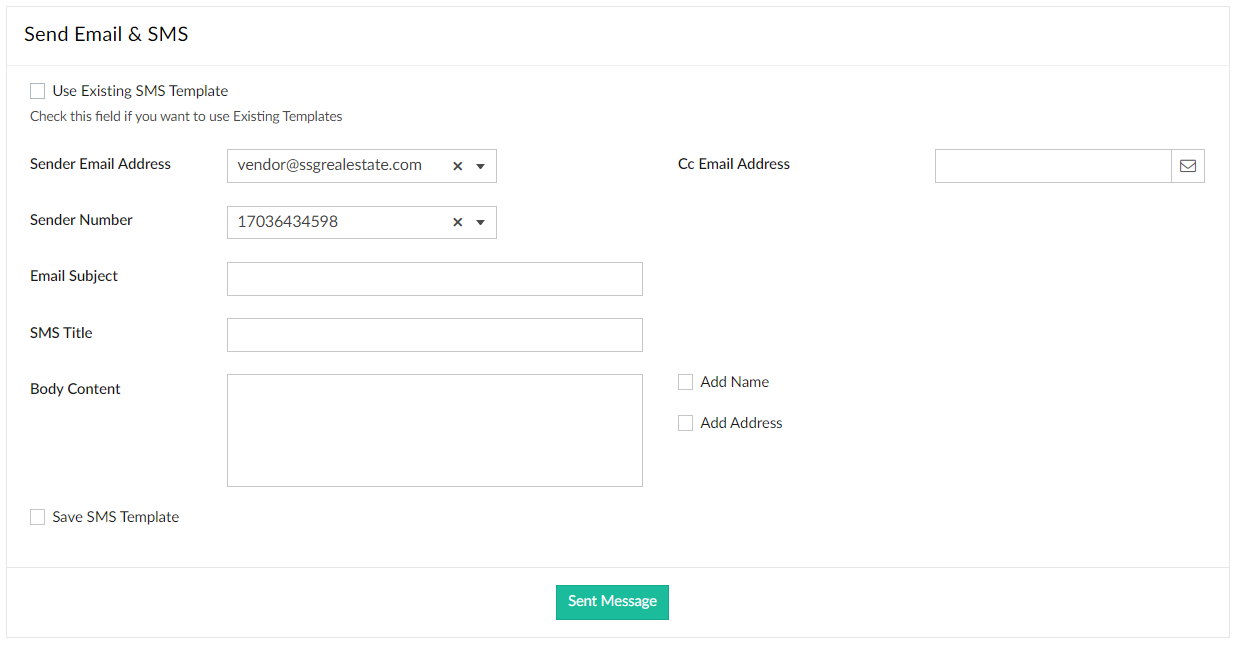 Send Email & SMS
Use Existing SMS Template
Check this field if you want to use Existing Templates
Sender Email Address
vendor@ssgrealestate.com
Cc Email Address
Sender Number
17036434598
Email Subject
SMS Title
Body Content
Add Name
Add Address
Save SMS Template
Sent Message